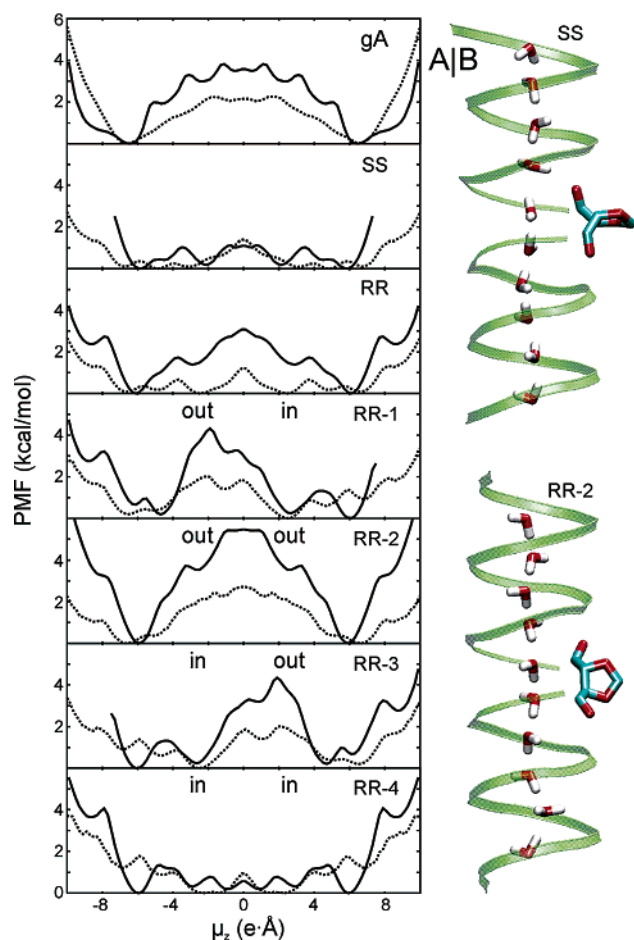 gA
6
4
2
SS
4
2
RR
4
2
out in RR-1
4
2
out out RR-2
4
2
in out RR-3
4
2
0
in in RR-4
4
2
0
-8 -4 0 4 8
μz (e·Å)
PMF (kcal/mol)
A|B
SS
RR-2